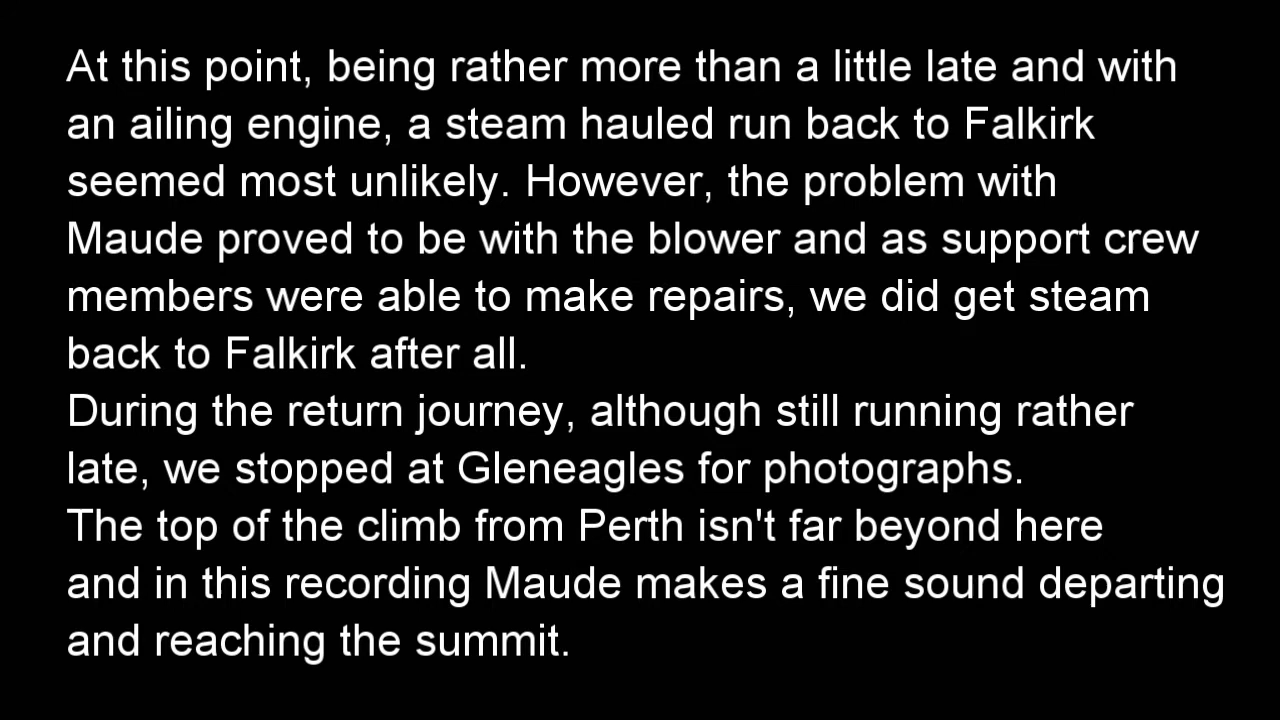 At this point, being rather more than a little late and with
an ailing engine, a steam hauled run back to Falkirk
seemed most unlikely. However, the problem with
Maude proved to be with the blower and as support crew
members were able to make repairs, we did get steam
back to Falkirk after all.
During the return journey, although still running rather
late, we stopped at Gleneagles for photographs.
The top of the climb from Perth isn't far beyond here
and in this recording Maude makes a fine sound departing
and reaching the summit.